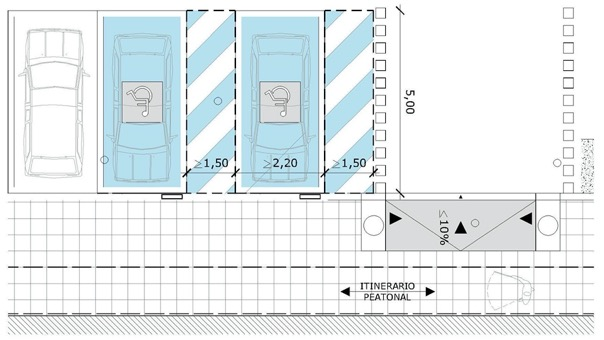 5,00
≥1,50
≥2,20
≥1,50
≤10%
ITINERARIO
PEATONAL